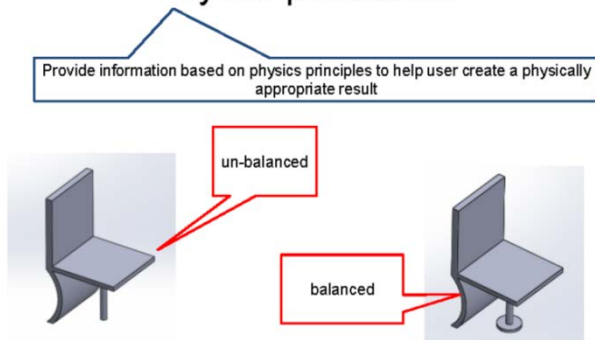 Provide information based on physics principles to help user create a physically
appropriate result
un-balanced
balanced